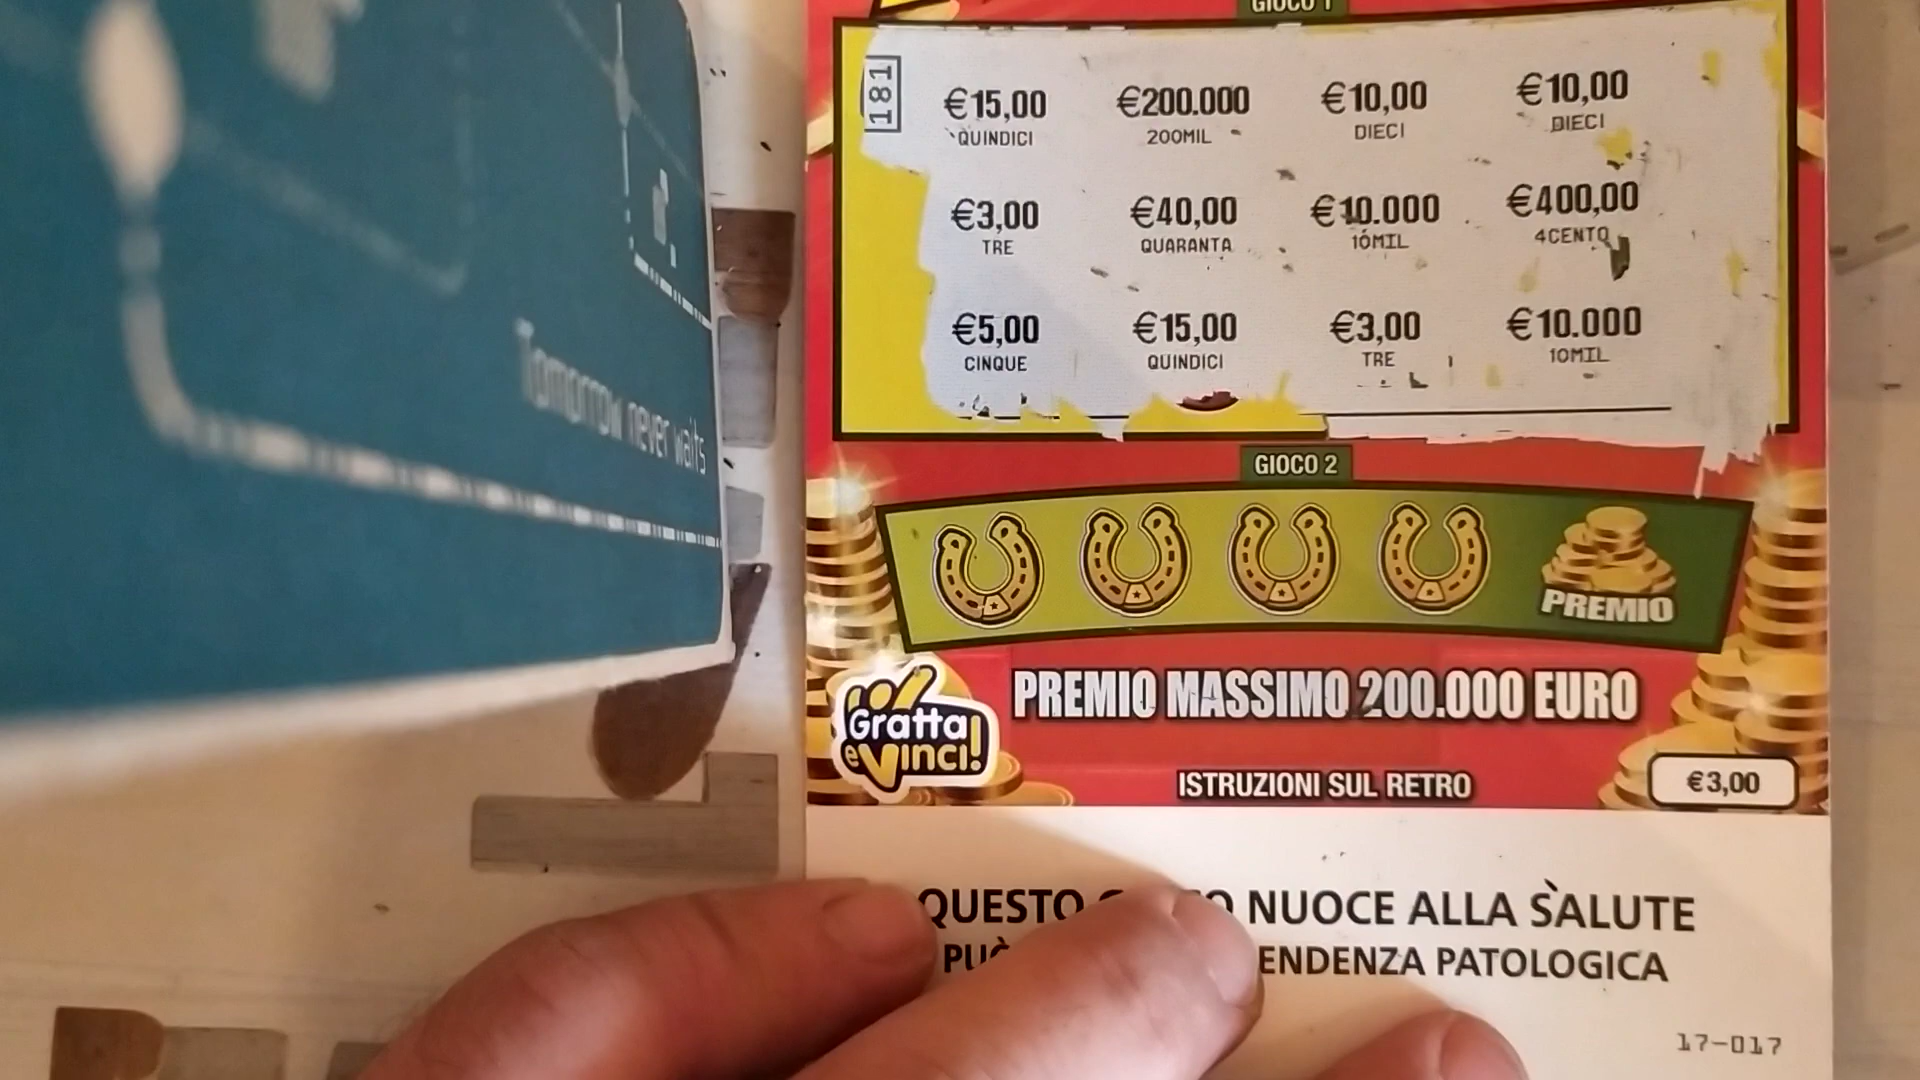 GIOCO 1
181
€15,00 €200.000 €10,00 €10,00
QUINDICI 200MIL DIECI DIECI
€3,00 €40,00 €10.000 €400,00
TRE QUARANTA 10MIL 4CENTO
€5,00 €15,00 €3,00 €10.000
CINQUE QUINDICI TRE 10MIL
Tomorrow never waits
GIOCO 2
PREMIO
PREMIO MASSIMO 200.000 EURO
Gratta
e Vinci!
ISTRUZIONI SUL RETRO
€3,00
QUESTO NUOCE ALLA SALUTE
PUÒ PATOLOGICA
17-017